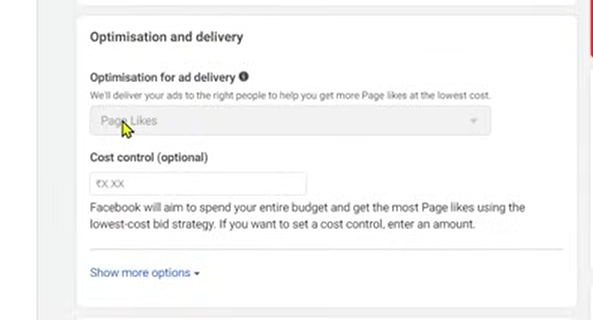 Optimisation and delivery
Optimisation for ad delivery
We'll deliver your ads to the right people to help you get more Page likes at the lowest cost.
Page Likes
Cost control (optional)
₹X.XX
Facebook will aim to spend your entire budget and get the most Page likes using the
lowest-cost bid strategy. If you want to set a cost control, enter an amount.
Show more options